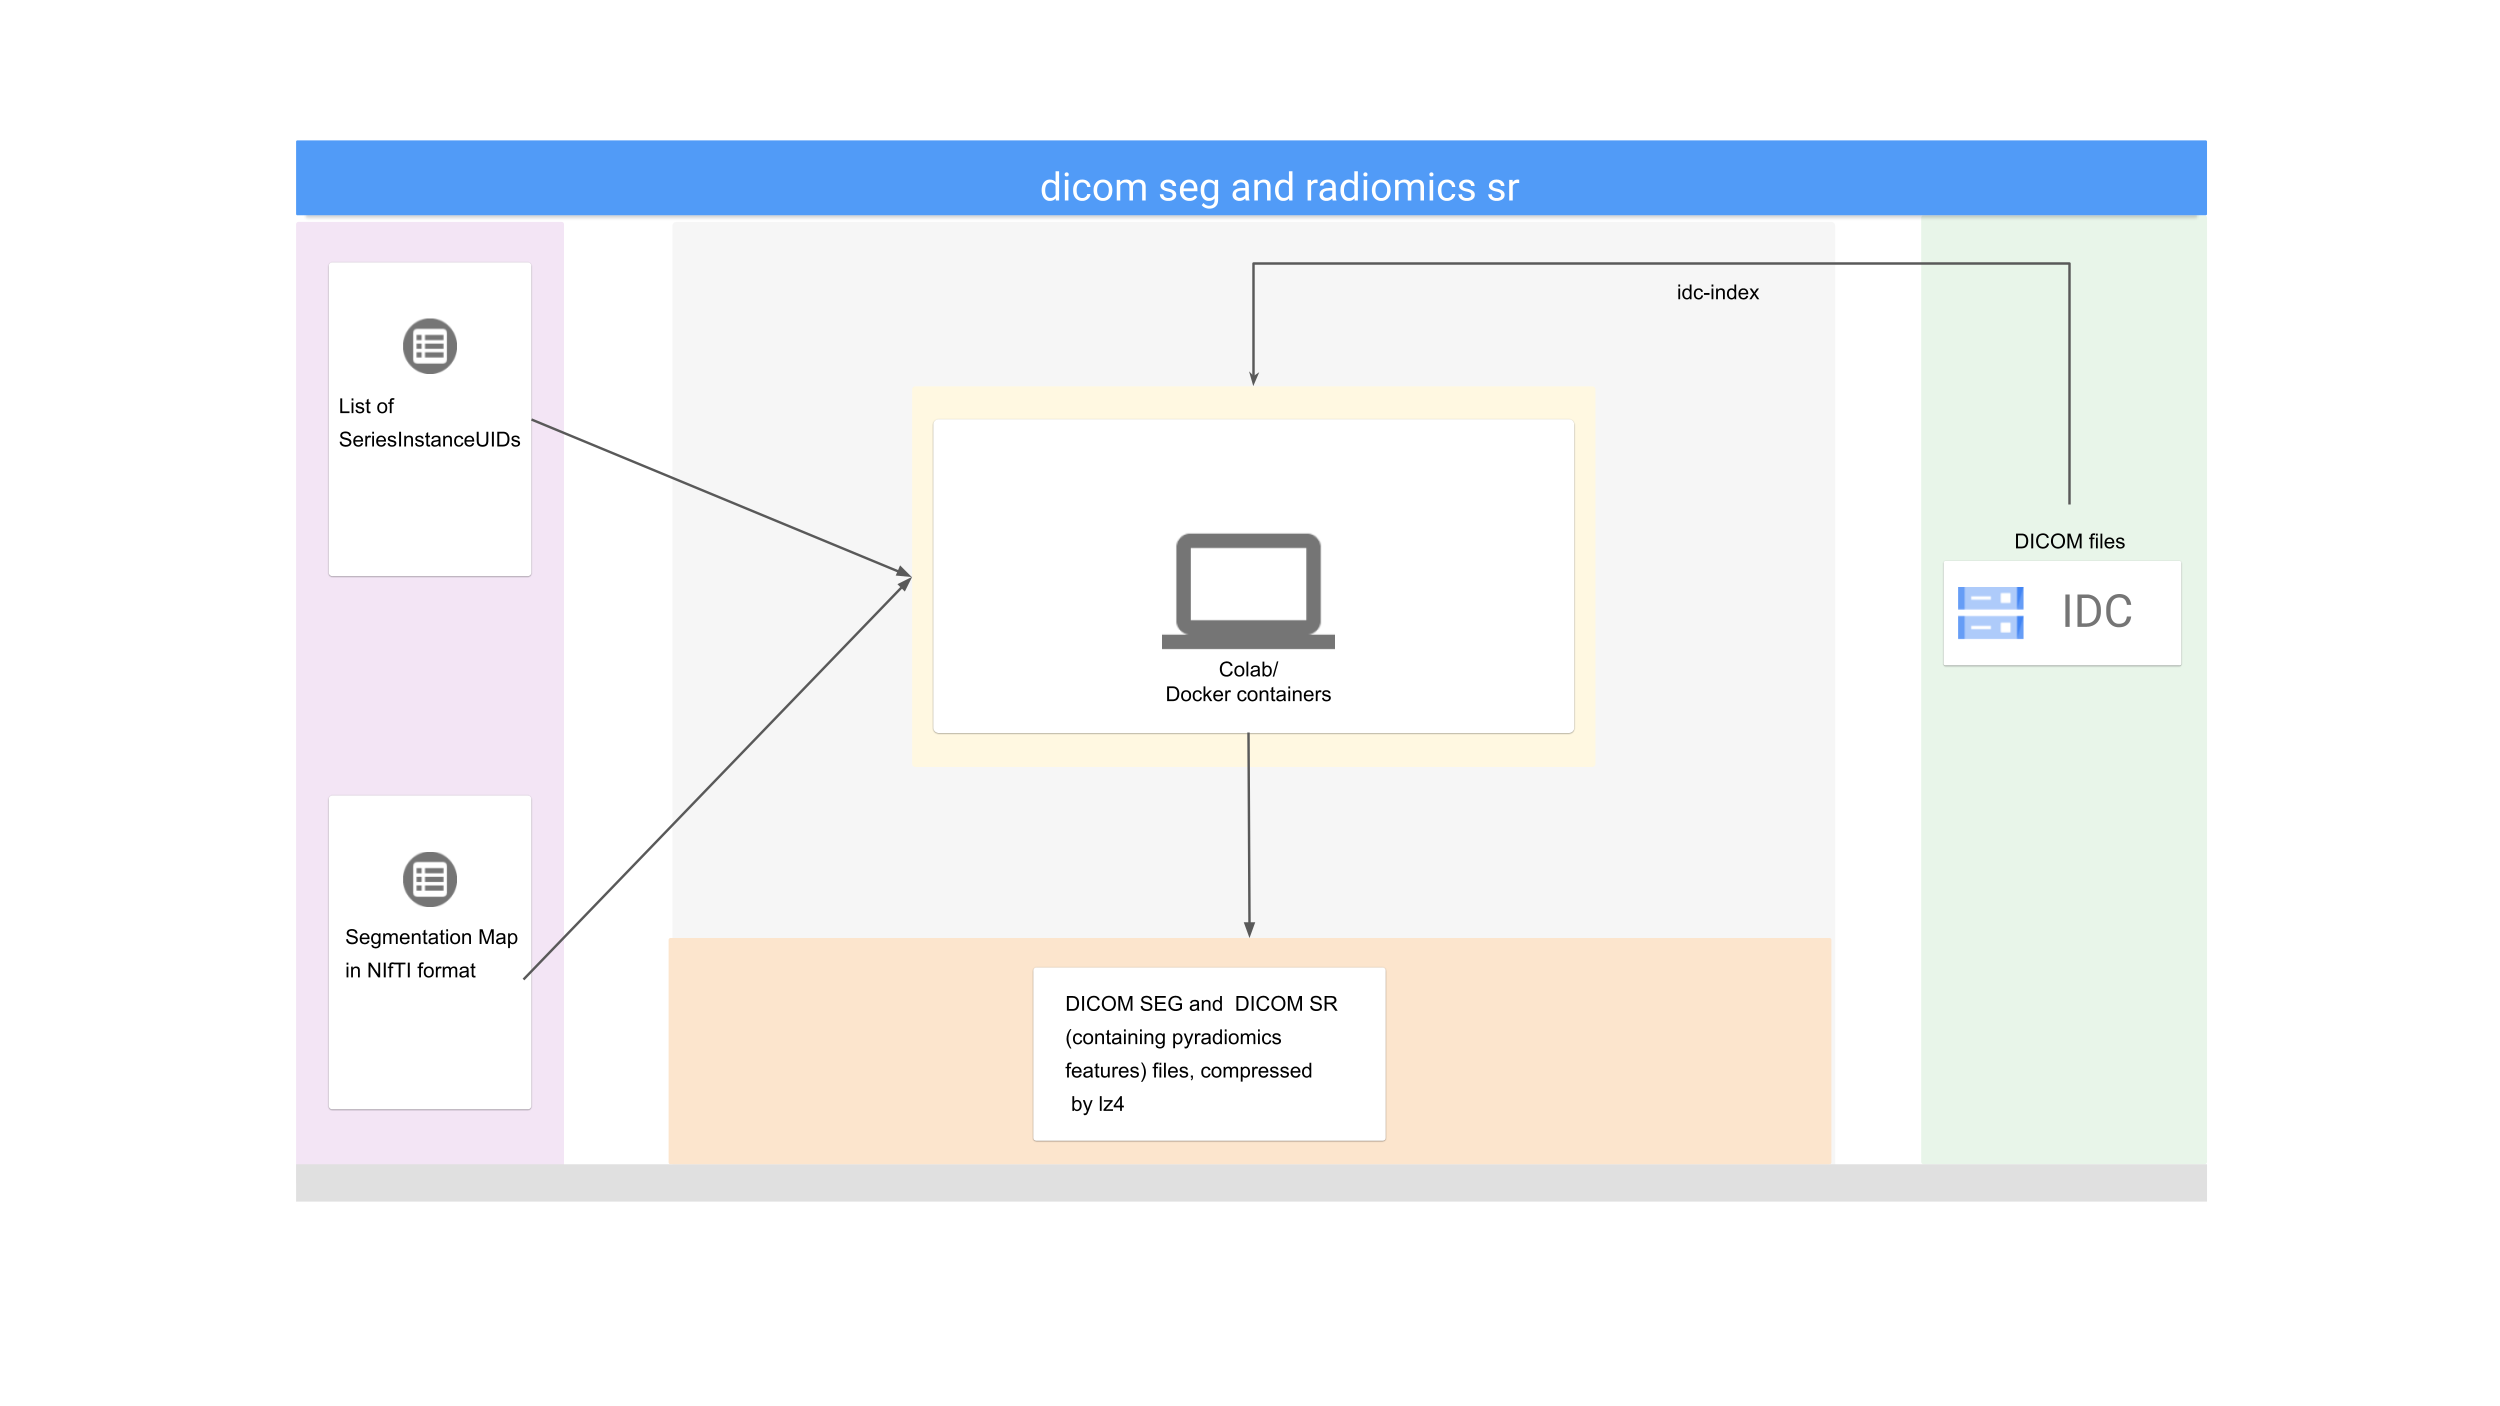 dicom seg and radiomics sr
idc-index
List of
SeriesInstanceUIDs
DICOM files
IDC
Colab/
Docker containers
Segmentation Map
in NIfTI format
DICOM SEG and  DICOM SR
(containing pyradiomics
features) files, compressed
by lz4